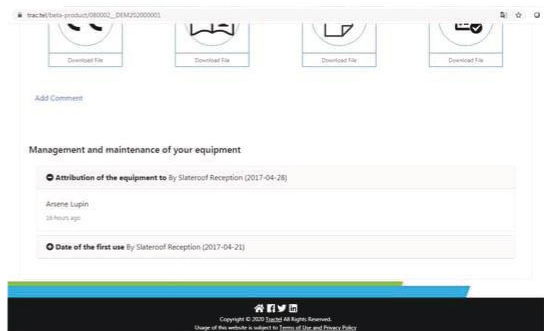 trac.tel/beta-product/080002__DEM202000001
Download File
Download File
Download File
Download File
Add Comment
Management and maintenance of your equipment
Attribution of the equipment to By Slateroof Reception (2017-04-28)
Arsene Lupin
16 hours ago
Date of the first use By Slateroof Reception (2017-04-21)
Copyright © 2020 Tractel All Rights Reserved.
Usage of this website is subject to Terms of Use and Privacy Policy